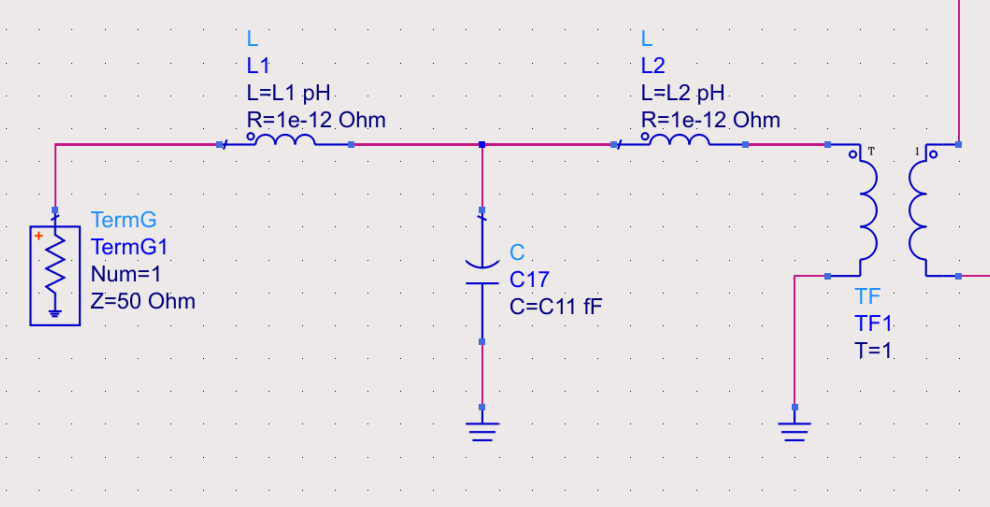 L
L1
L=L1 pH
R=1e-12 Ohm
L
L2
L=L2 pH
R=1e-12 Ohm
T
1
+
TermG
TermG1
Num=1
Z=50 Ohm
C
C17
C=C11 fF
TF
TF1
T=1